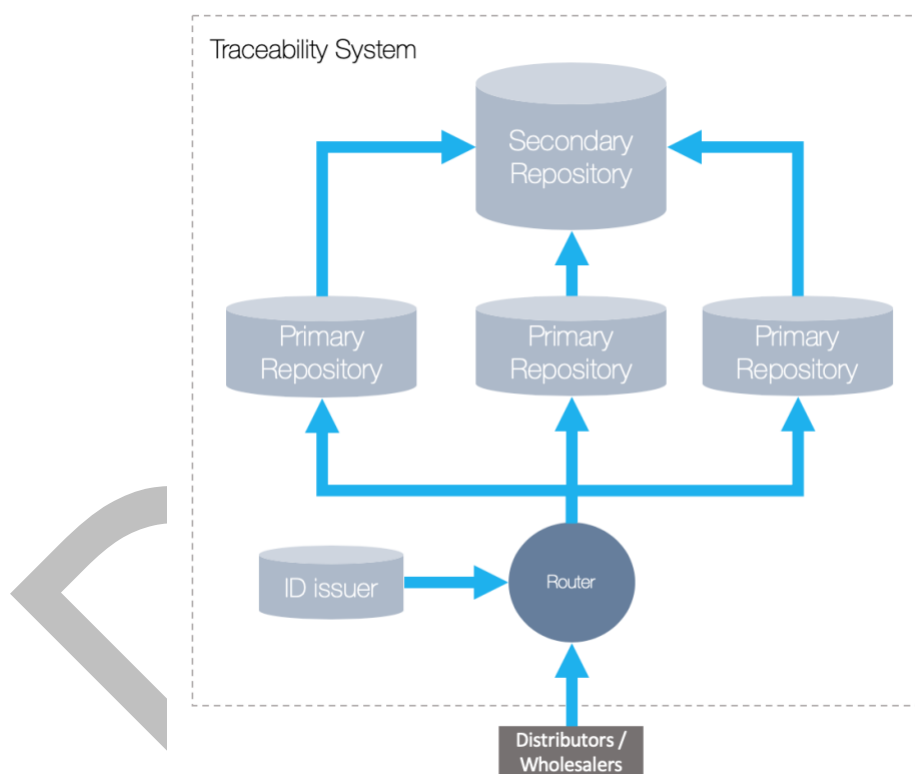 Traceability System
Secondary
Repository
Primary
Repository
Primary
Repository
Primary
Repository
ID issuer
Router
Distributors /
Wholesalers